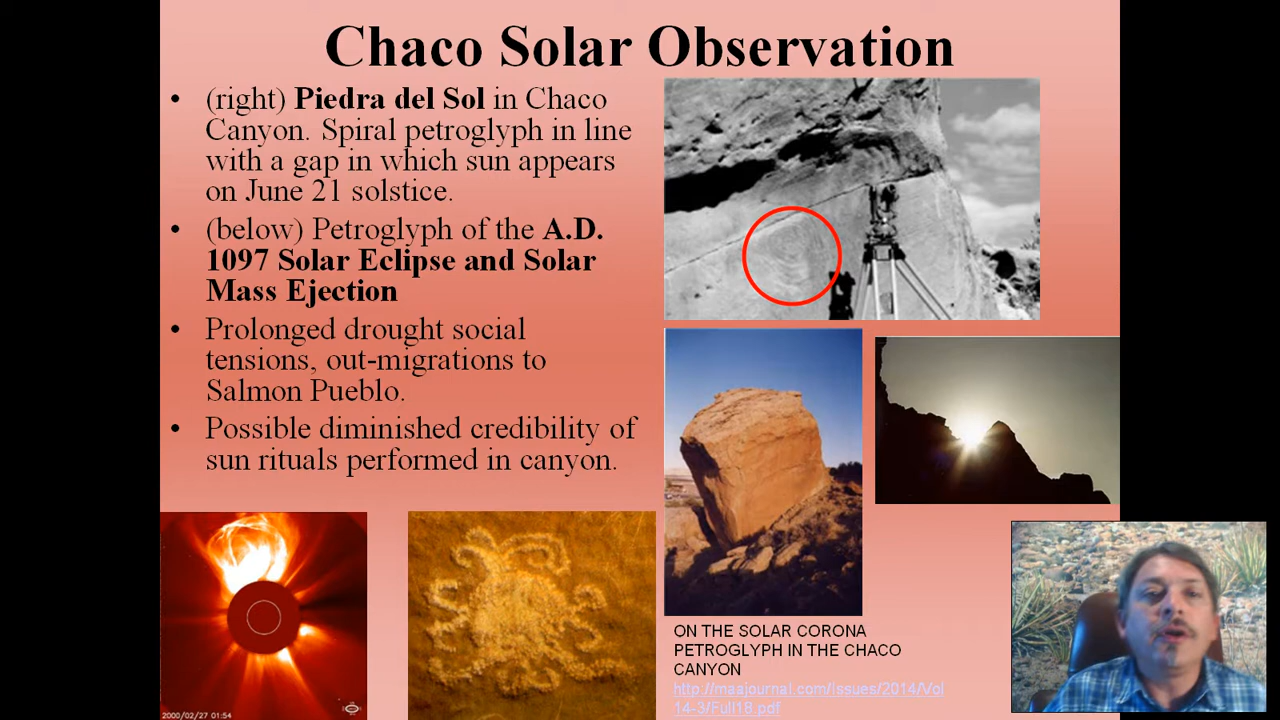 Chaco Solar Observation
• (right) Piedra del Sol in Chaco
Canyon. Spiral petroglyph in line
with a gap in which sun appears
on June 21 solstice.
• (below) Petroglyph of the A.D.
1097 Solar Eclipse and Solar
Mass Ejection
• Prolonged drought social
tensions, out-migrations to
Salmon Pueblo.
• Possible diminished credibility of
sun rituals performed in canyon.
2000/02/27 01:54
ON THE SOLAR CORONA
PETROGLYPH IN THE CHACO
CANYON
http://maajournal.com/Issues/2014/Vol
14-3/Full18.pdf